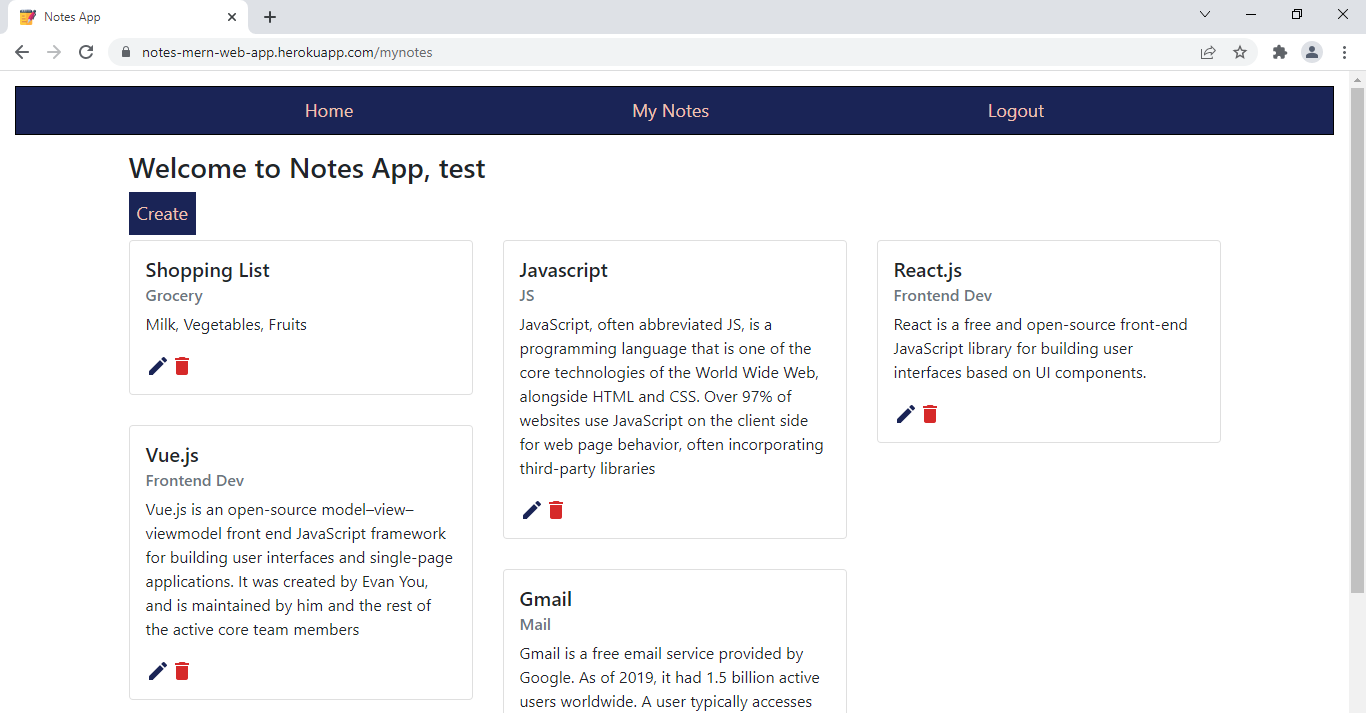 Notes App
notes-mern-web-app.herokuapp.com/mynotes
Home
My Notes
Logout
Welcome to Notes App, test
Create
Shopping List
Grocery
Milk, Vegetables, Fruits
Vue.js
Frontend Dev
Vue.js is an open-source model–view–
viewmodel front end JavaScript framework
for building user interfaces and single-page
applications. It was created by Evan You,
and is maintained by him and the rest of
the active core team members
Javascript
JS
JavaScript, often abbreviated JS, is a
programming language that is one of the
core technologies of the World Wide Web,
alongside HTML and CSS. Over 97% of
websites use JavaScript on the client side
for web page behavior, often incorporating
third-party libraries
Gmail
Mail
Gmail is a free email service provided by
Google. As of 2019, it had 1.5 billion active
users worldwide. A user typically accesses
React.js
Frontend Dev
React is a free and open-source front-end
JavaScript library for building user
interfaces based on UI components.